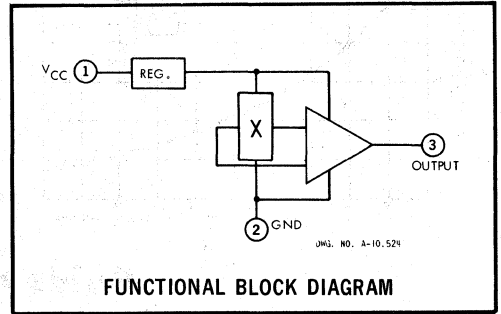 VCC 1 REG.
X
3
OUTPUT
2 GND
DWG. NO. A-10.524
FUNCTIONAL BLOCK DIAGRAM